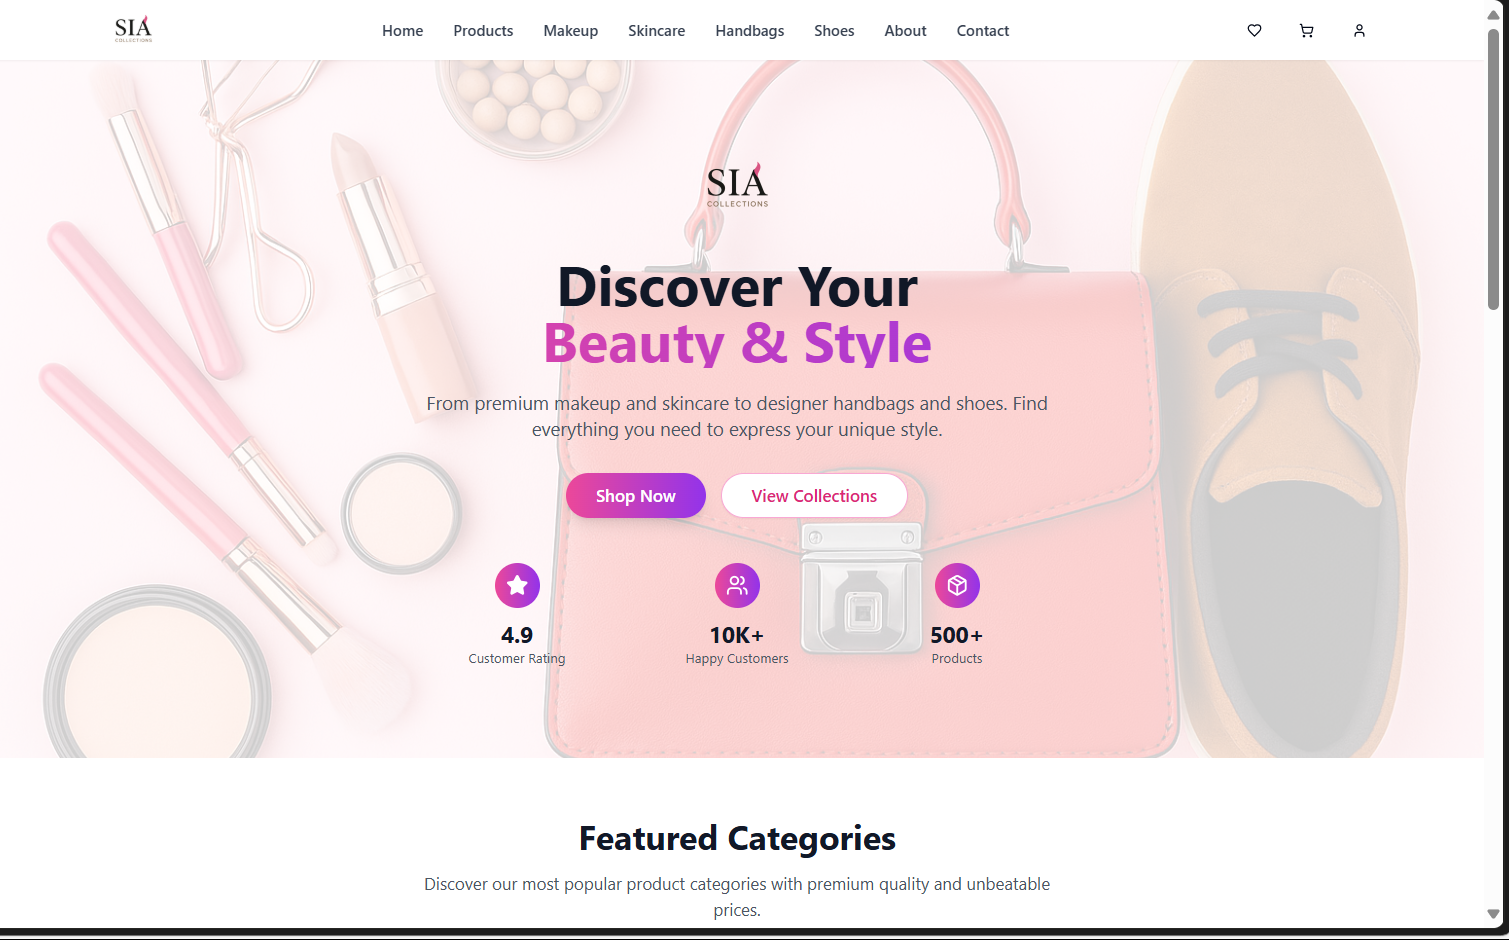 SIA
COLLECTIONS
Home Products Makeup Skincare Handbags Shoes About Contact
SIA
COLLECTIONS
Discover Your
Beauty & Style
From premium makeup and skincare to designer handbags and shoes. Find
everything you need to express your unique style.
Shop Now View Collections
4.9 10K+ 500+
Customer Rating Happy Customers Products
Featured Categories
Discover our most popular product categories with premium quality and unbeatable
prices.